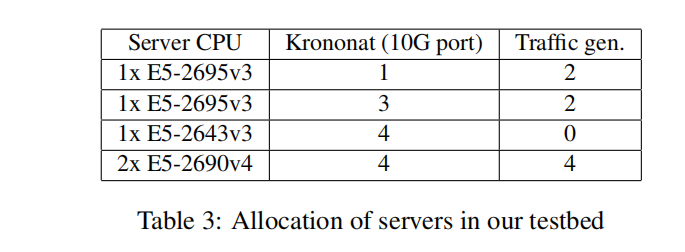 Server CPU Krononat (10G port) Traffic gen.
1x E5-2695v3 1 2
1x E5-2695v3 3 2
1x E5-2643v3 4 0
2x E5-2690v4 4 4
Table 3: Allocation of servers in our testbed